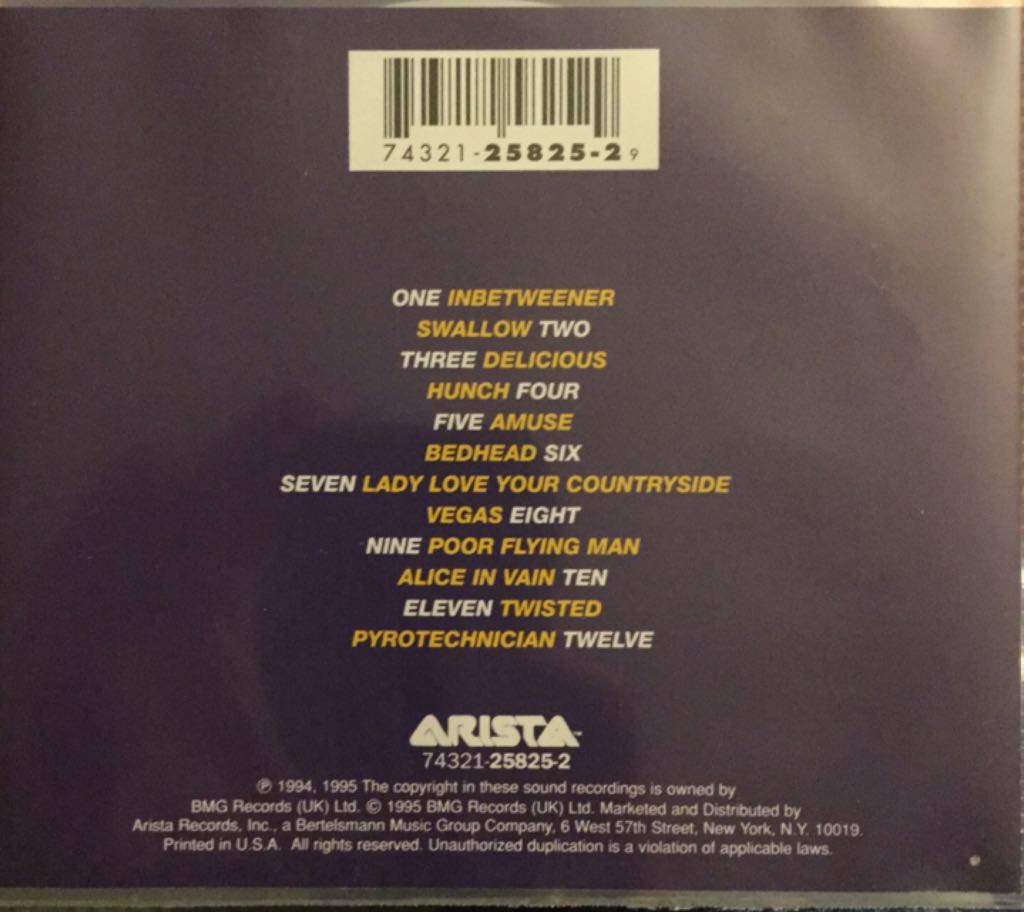 74321-25825-2 9
ONE INBETWEENER
SWALLOW TWO
THREE DELICIOUS
HUNCH FOUR
FIVE AMUSE
BEDHEAD SIX
SEVEN LADY LOVE YOUR COUNTRYSIDE
VEGAS EIGHT
NINE POOR FLYING MAN
ALICE IN VAIN TEN
ELEVEN TWISTED
PYROTECHNICIAN TWELVE
ARISTA
74321-25825-2
℗ 1994, 1995 The copyright in these sound recordings is owned by
BMG Records (UK) Ltd. © 1995 BMG Records (UK) Ltd. Marketed and Distributed by
Arista Records, Inc., a Bertelsmann Music Group Company, 6 West 57th Street, New York, N.Y. 10019.
Printed in U.S.A. All rights reserved. Unauthorized duplication is a violation of applicable laws.